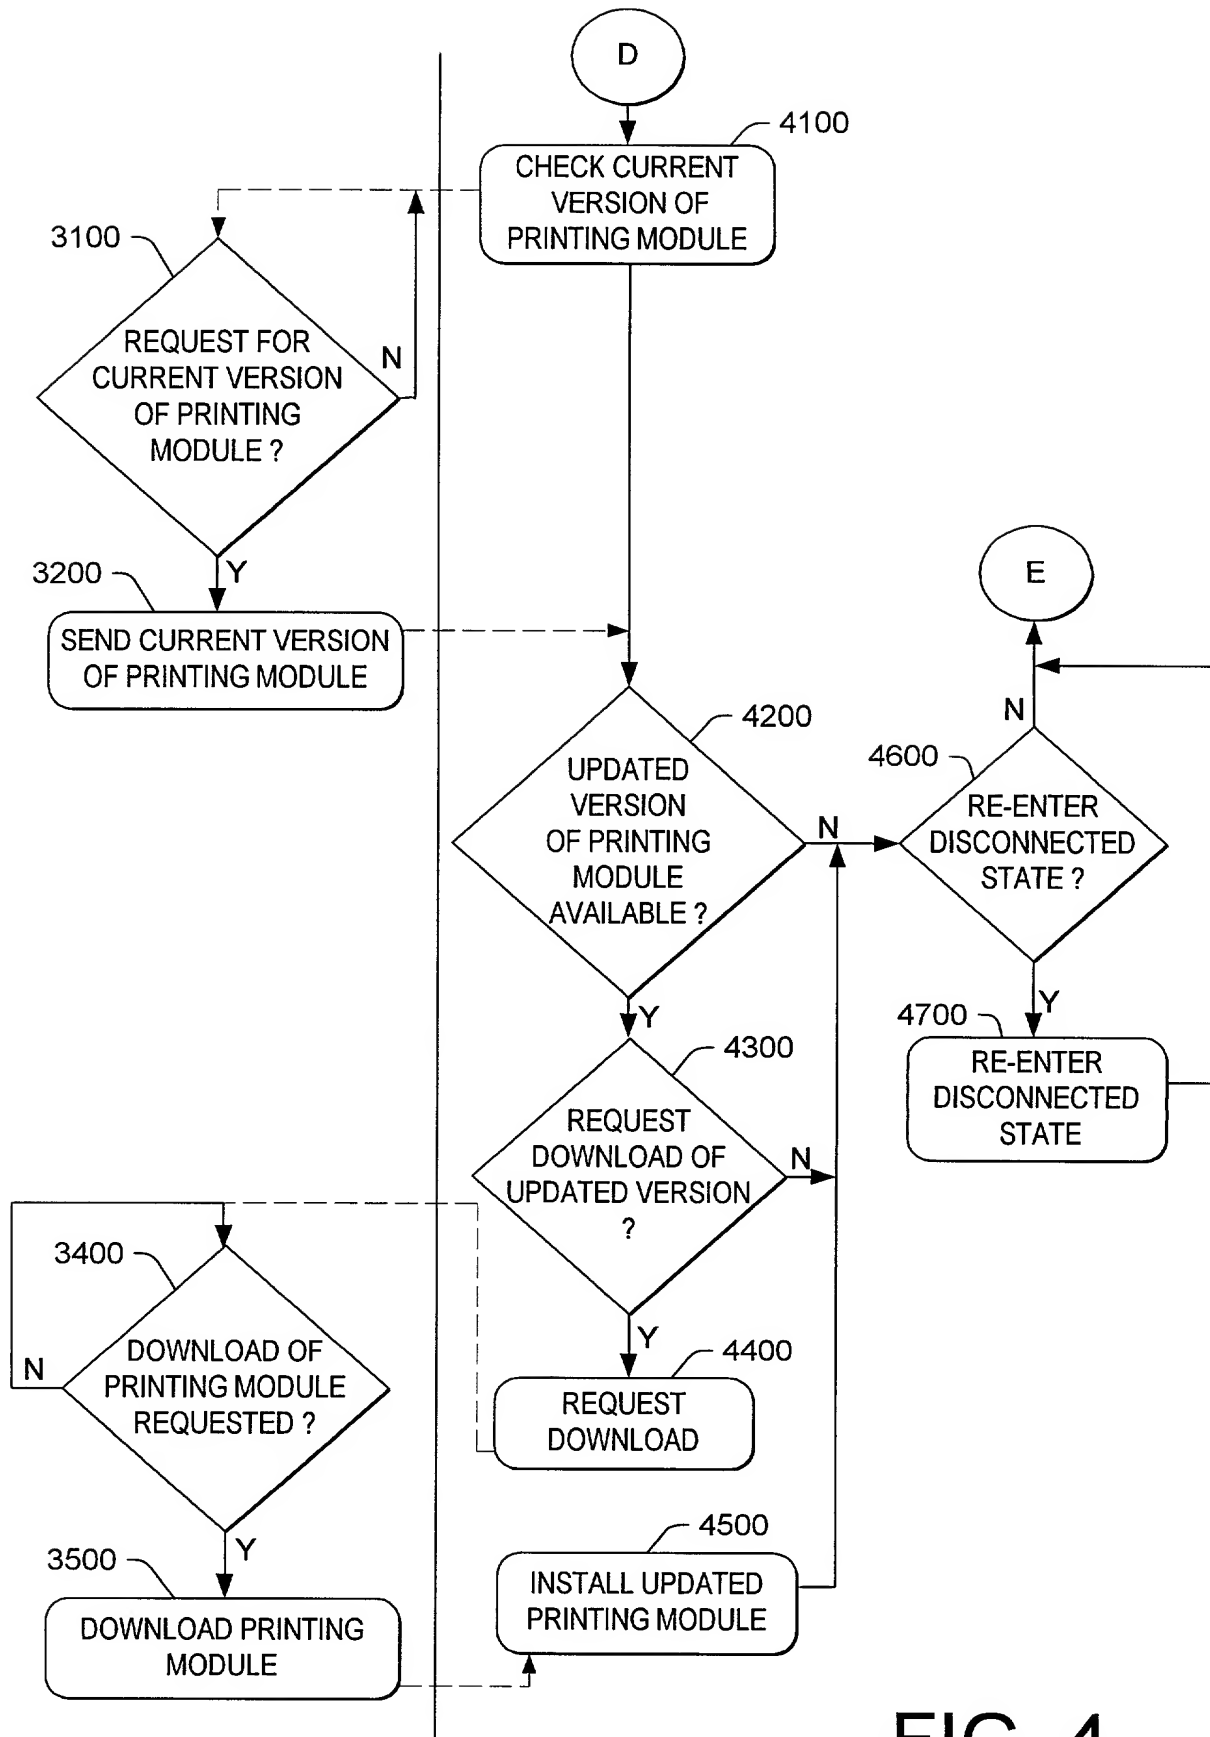 D
4100
CHECK CURRENT
VERSION OF
PRINTING MODULE
3100
REQUEST FOR
CURRENT VERSION
OF PRINTING
MODULE ?
N
Y
3200
SEND CURRENT VERSION
OF PRINTING MODULE
E
N
4200
UPDATED
VERSION
OF PRINTING
MODULE
AVAILABLE ?
N
Y
4600
RE-ENTER
DISCONNECTED
STATE ?
Y
4700
RE-ENTER
DISCONNECTED
STATE
4300
REQUEST
DOWNLOAD OF
UPDATED VERSION
?
N
Y
3400
DOWNLOAD OF
PRINTING MODULE
REQUESTED ?
N
Y
4400
REQUEST
DOWNLOAD
3500
DOWNLOAD PRINTING
MODULE
4500
INSTALL UPDATED
PRINTING MODULE
FIG. 4